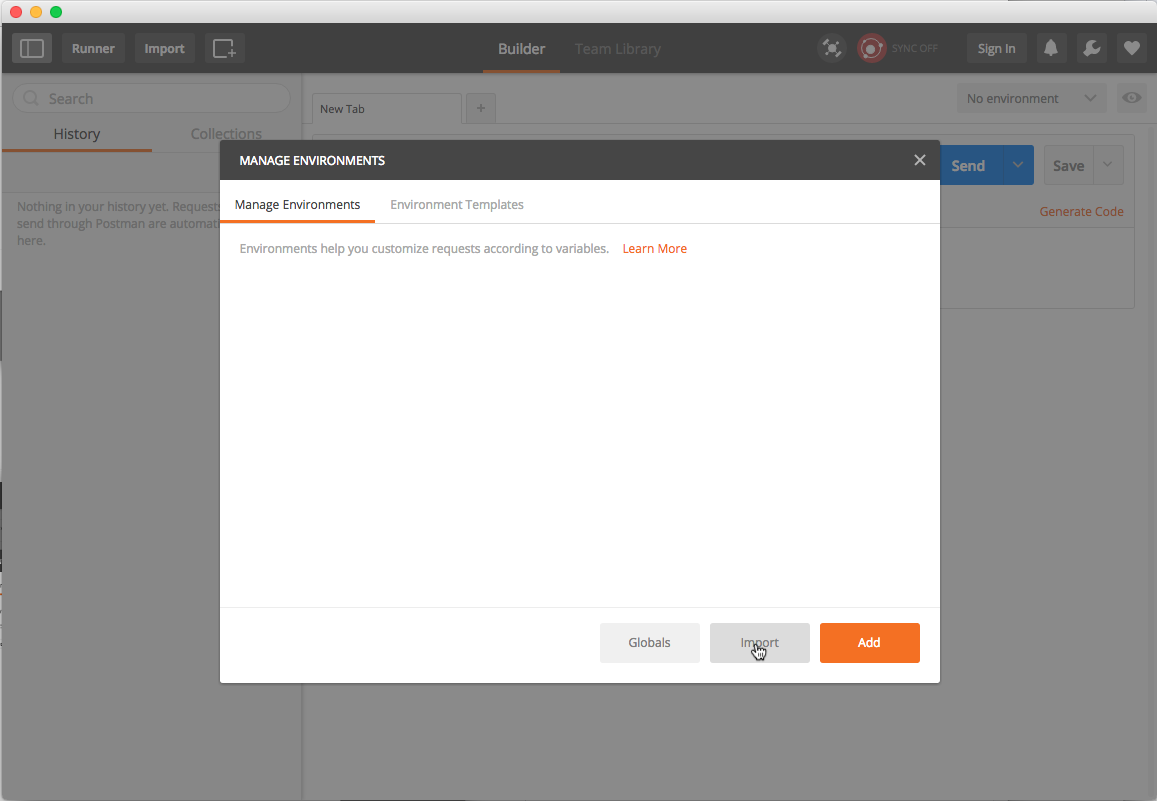 Runner
Import
Builder
Team Library
SYNC OFF
Sign In
Search
History
Collections
New Tab
+
No environment
Nothing in your history yet. Requests
send through Postman are automati
here.
Send
Save
Generate Code
MANAGE ENVIRONMENTS
Manage Environments
Environment Templates
Environments help you customize requests according to variables. Learn More
Globals
Import
Add